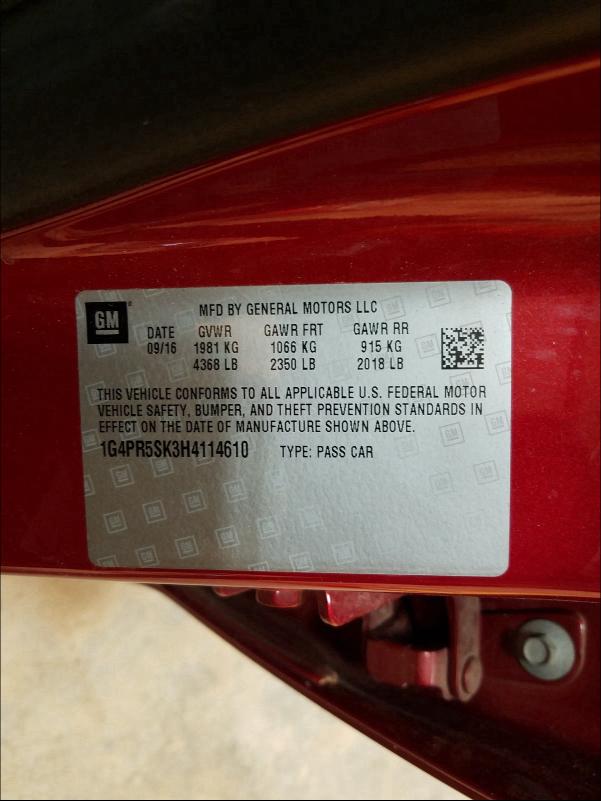 GM
MFD BY GENERAL MOTORS LLC
DATE GVWR GAWR FRT GAWR RR
09/16 1981 KG 1066 KG 915 KG
4368 LB 2350 LB 2018 LB
THIS VEHICLE CONFORMS TO ALL APPLICABLE U.S. FEDERAL MOTOR
VEHICLE SAFETY, BUMPER, AND THEFT PREVENTION STANDARDS IN
EFFECT ON THE DATE OF MANUFACTURE SHOWN ABOVE.
1G4PR5SK3H4114610 TYPE: PASS CAR